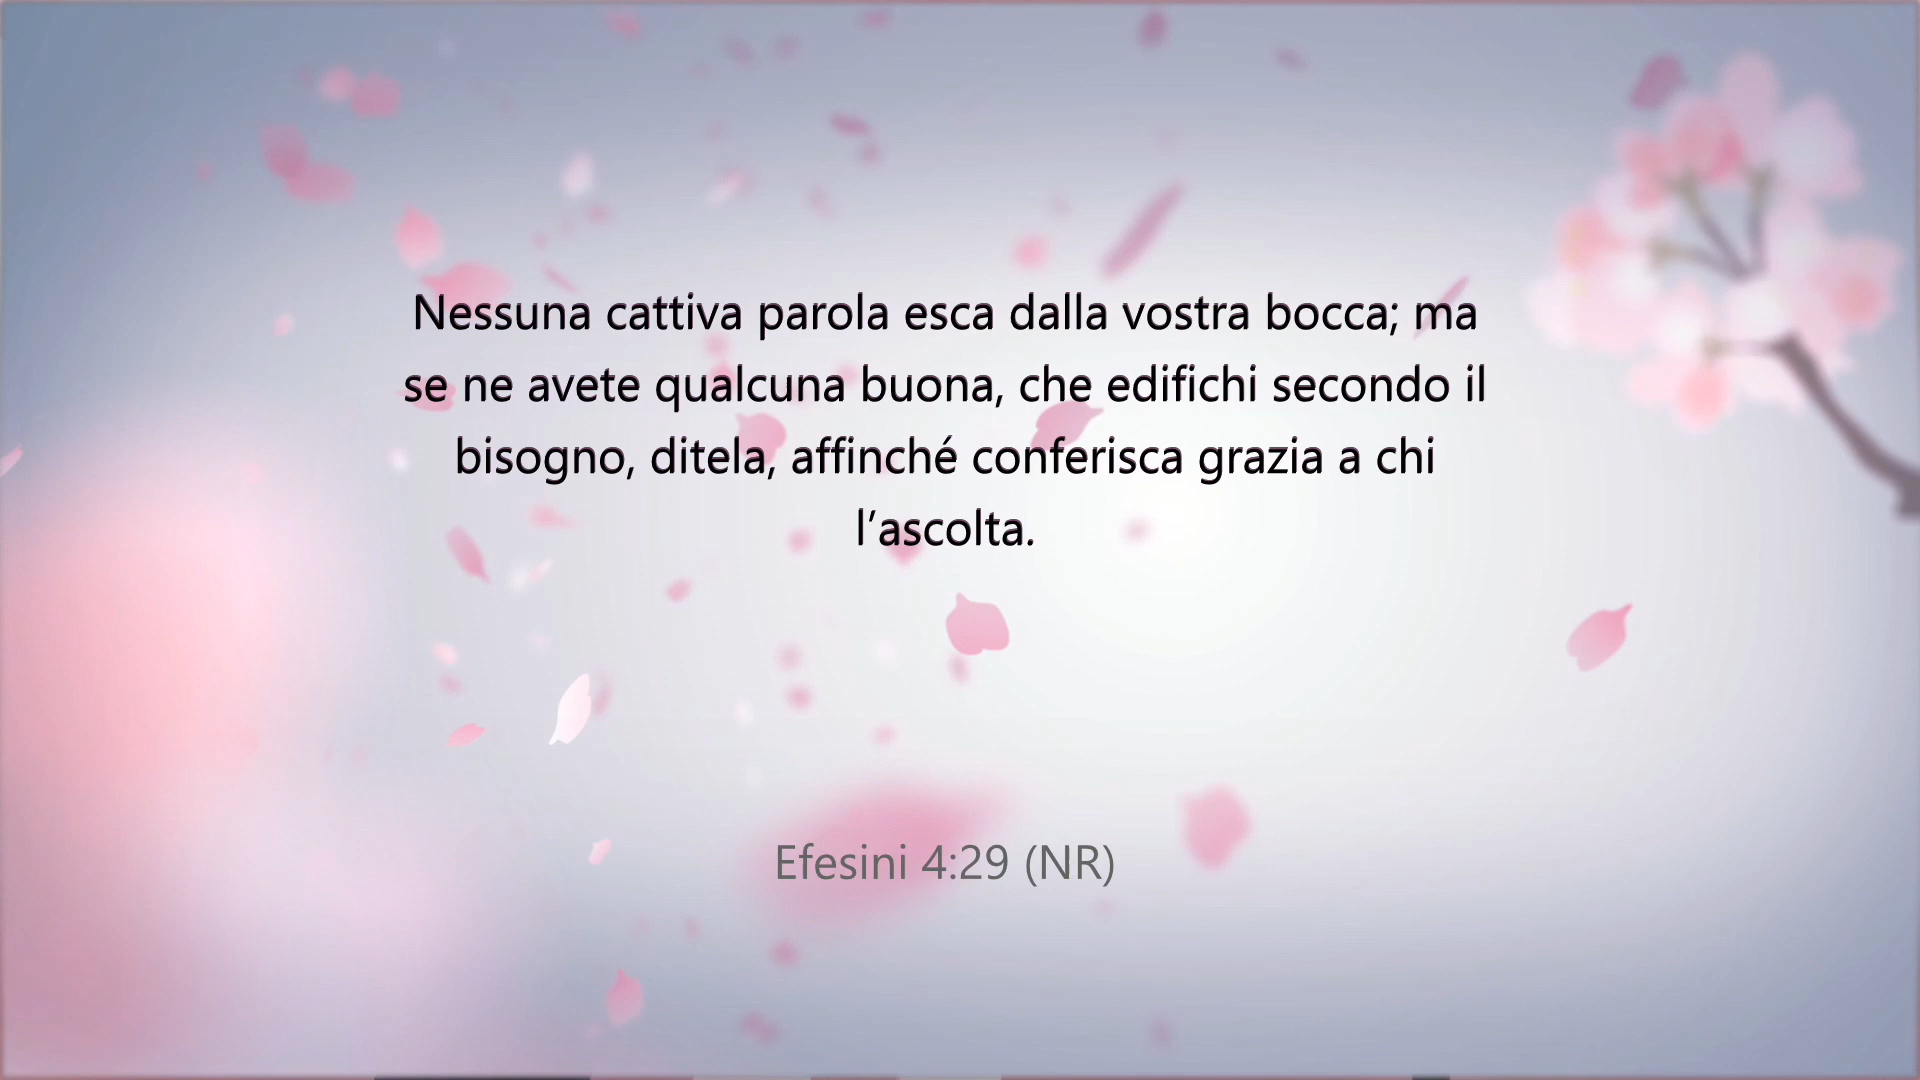 Nessuna cattiva parola esca dalla vostra bocca; ma
se ne avete qualcuna buona, che edifichi secondo il
bisogno, ditela, affinché conferisca grazia a chi
l’ascolta.
Efesini 4:29 (NR)